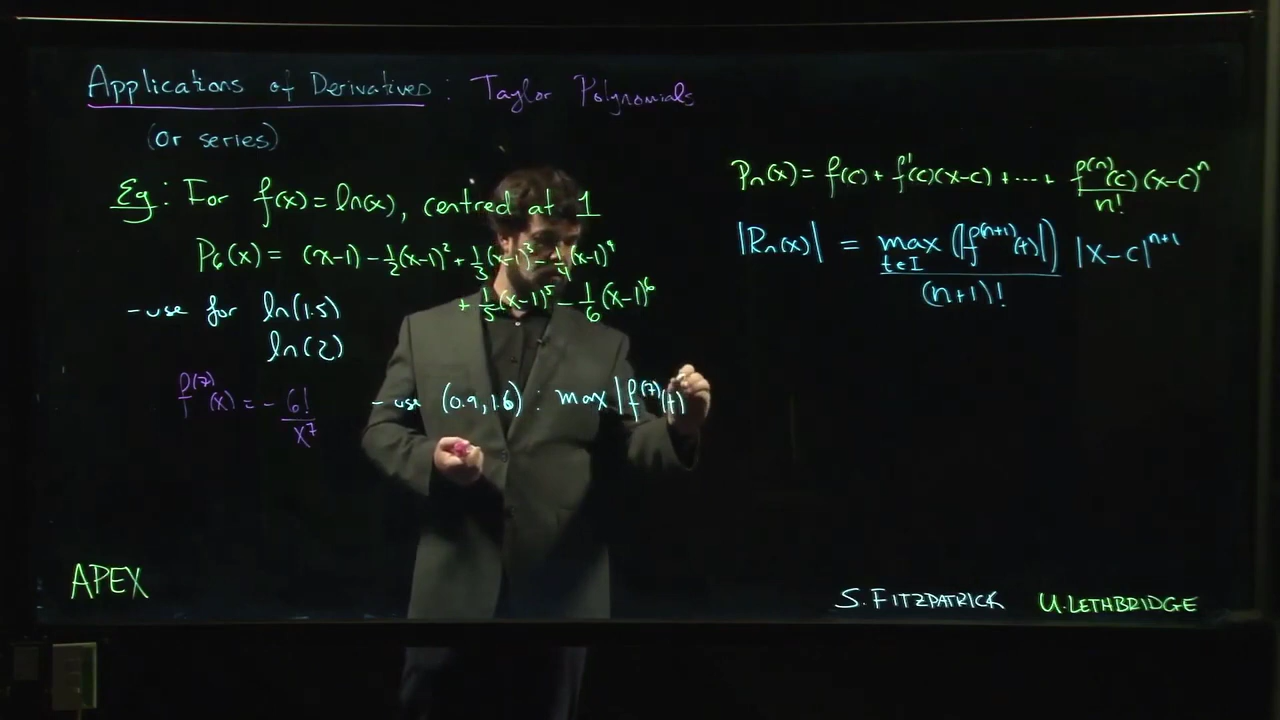 Applications of Derivatives : Taylor Polynomials
(or series)
Eg: For f(x) = ln(x), centred at 1
P₆(x) = (x-1) - 1/2(x-1)² + 1/3(x-1)³ - 1/4(x-1)⁴
+ 1/5(x-1)⁵ - 1/6(x-1)⁶
- use for ln(1.5)
ln(2)
f⁽⁷⁾(x) = - 6!/x⁷
- use (0.9, 1.6) : max |f⁽⁷⁾(t)
Pn(x) = f(c) + f'(c)(x-c) + ... + f⁽ⁿ⁾(c)/n! (x-c)ⁿ
|Rn(x)| = max t∈I (|f⁽ⁿ⁺¹⁾(t)|)/(n+1)! |x-c|ⁿ⁺¹
APEX
S. FITZPATRICK U. LETHBRIDGE